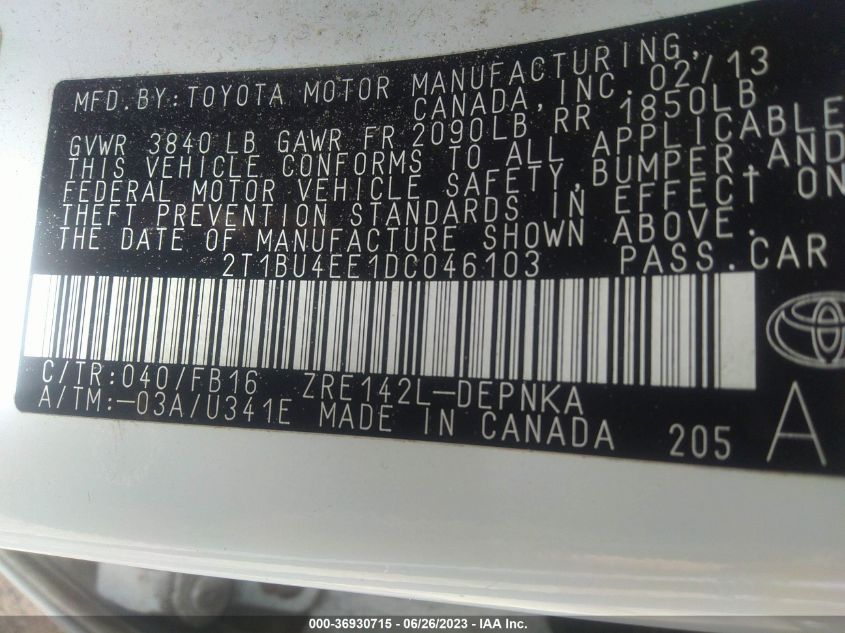 MFD.BY:TOYOTA MOTOR MANUFACTURING,
CANADA, INC. 02/13
GVWR 3840 LB GAWR FR 2090LB RR 1850LB
THIS VEHICLE CONFORMS TO ALL APPLICABLE
FEDERAL MOTOR VEHICLE SAFETY, BUMPER, AND
THEFT PREVENTION STANDARDS IN EFFECT ON
THE DATE OF MANUFACTURE SHOWN ABOVE.
2T1BU4EE1DC046103 PASS.CAR
C/TR:040/FB16 ZRE142L-DEPNKA
A/TM:-03A/U341E MADE IN CANADA 205 A
000-36930715 - 06/26/2023 - IAA Inc.